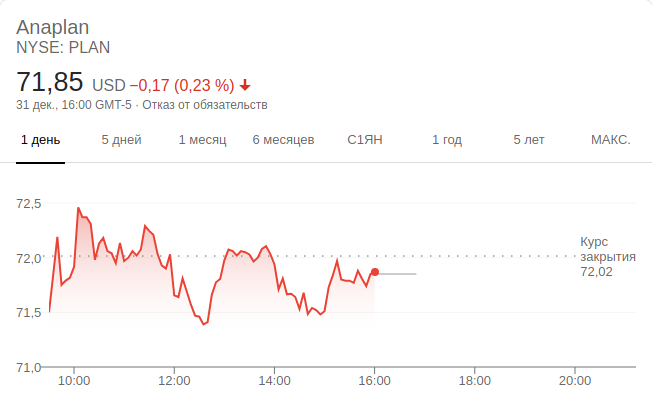 Anaplan
NYSE: PLAN
71,85 USD −0,17 (0,23 %)
31 дек., 16:00 GMT-5 · Отказ от обязательств
1 день 5 дней 1 месяц 6 месяцев С1ЯН 1 год 5 лет МАКС.
72,5
72,0
71,5
71,0
Курс
закрытия
72,02
10:00 12:00 14:00 16:00 18:00 20:00